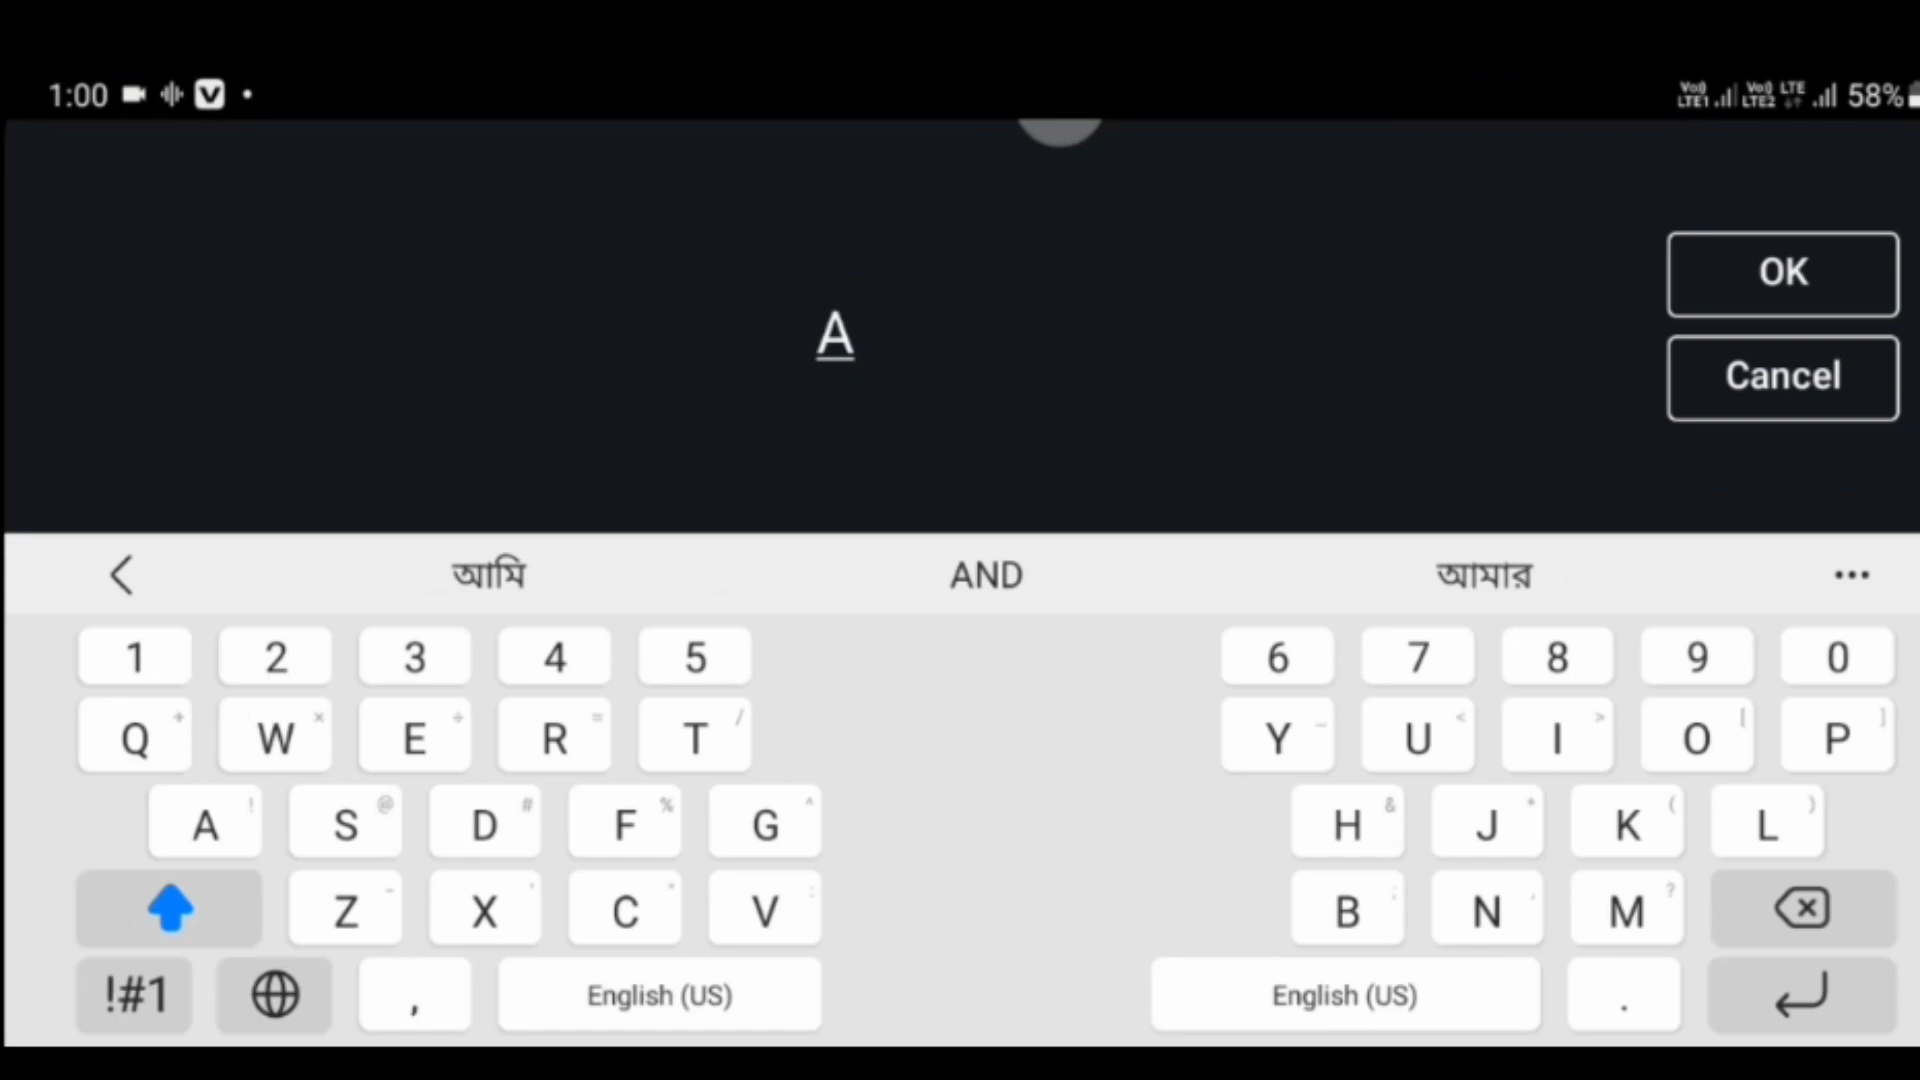 1:00 58%
OK
A
Cancel
আমি AND আমার
1 2 3 4 5 6 7 8 9 0
Q W E R T Y U I O P
A S D F G H J K L
Z X C V B N M
!#1 , English (US) English (US) .